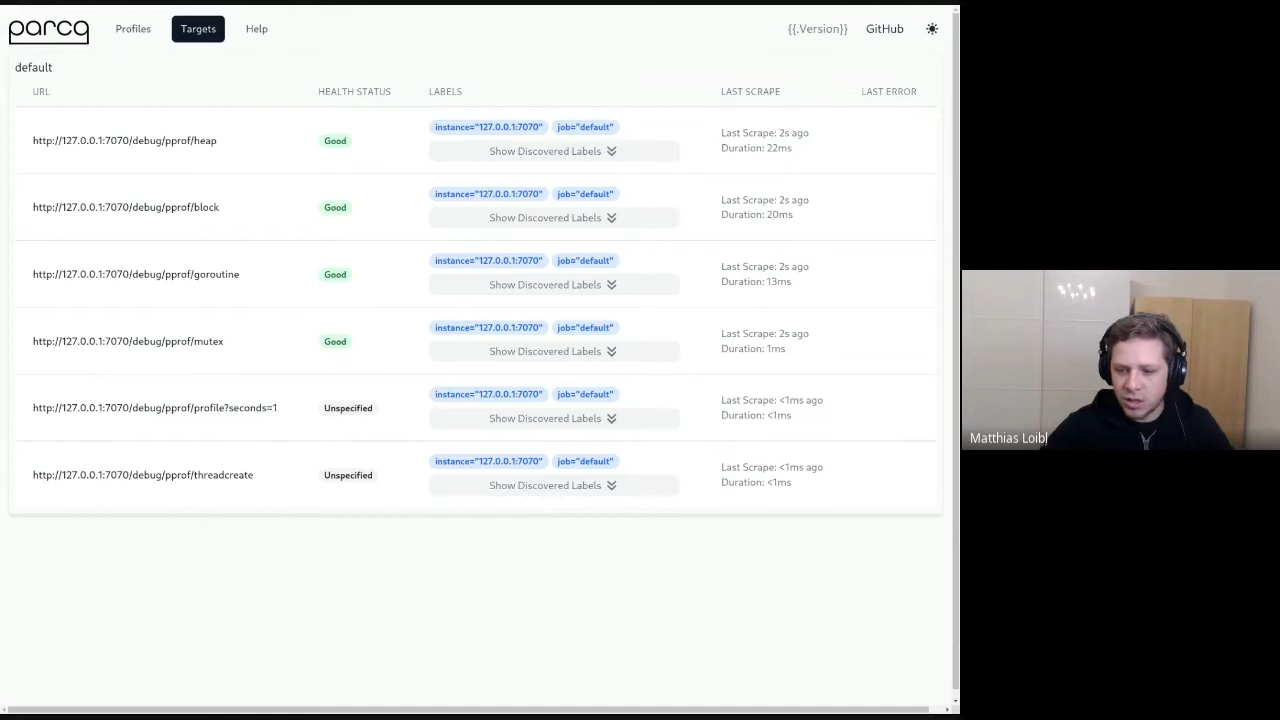 parca
Profiles
Targets
Help
{{.Version}}
GitHub
default
URL
HEALTH STATUS
LABELS
LAST SCRAPE
LAST ERROR
http://127.0.0.1:7070/debug/pprof/heap
Good
instance="127.0.0.1:7070" job="default"
Show Discovered Labels
Last Scrape: 2s ago
Duration: 22ms
http://127.0.0.1:7070/debug/pprof/block
Good
instance="127.0.0.1:7070" job="default"
Show Discovered Labels
Last Scrape: 2s ago
Duration: 20ms
http://127.0.0.1:7070/debug/pprof/goroutine
Good
instance="127.0.0.1:7070" job="default"
Show Discovered Labels
Last Scrape: 2s ago
Duration: 13ms
http://127.0.0.1:7070/debug/pprof/mutex
Good
instance="127.0.0.1:7070" job="default"
Show Discovered Labels
Last Scrape: 2s ago
Duration: 1ms
http://127.0.0.1:7070/debug/pprof/profile?seconds=1
Unspecified
instance="127.0.0.1:7070" job="default"
Show Discovered Labels
Last Scrape: <1ms ago
Duration: <1ms
http://127.0.0.1:7070/debug/pprof/threadcreate
Unspecified
instance="127.0.0.1:7070" job="default"
Show Discovered Labels
Last Scrape: <1ms ago
Duration: <1ms
Matthias Loibl